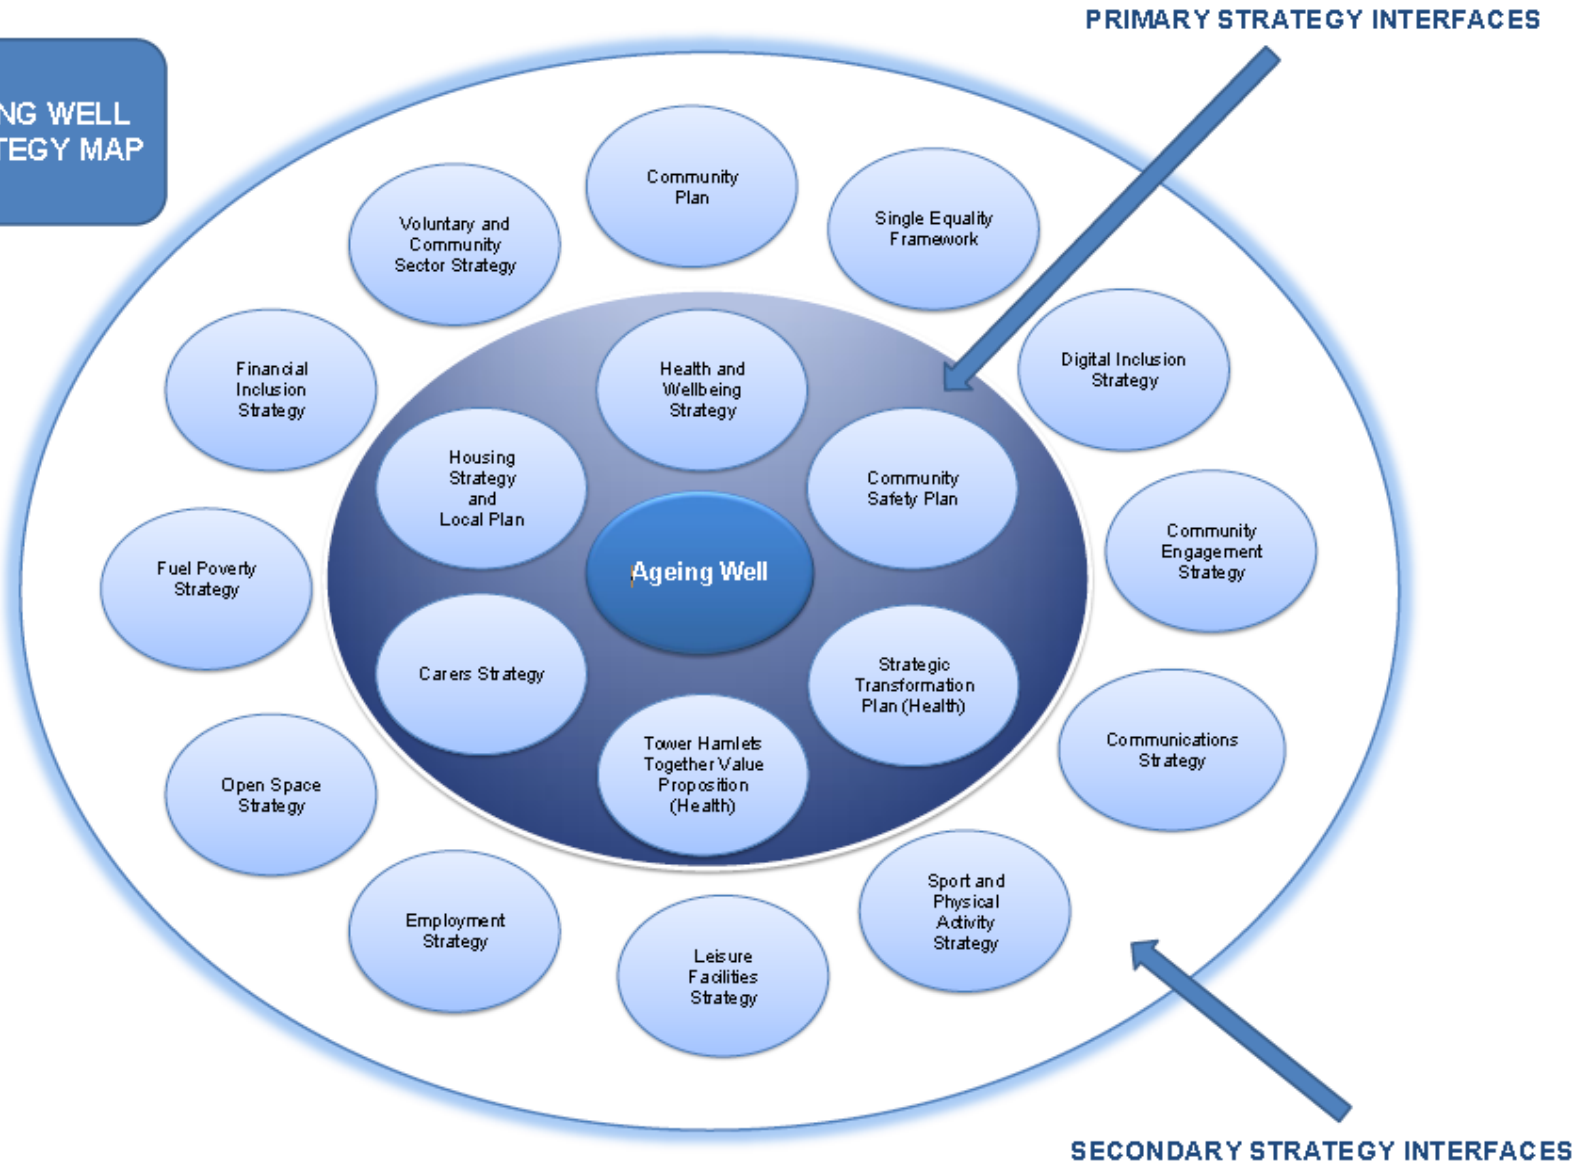 PRIMARY STRATEGY INTERFACES
NG WELL
TEGY MAP
Community
Plan
Voluntary and
Community
Sector Strategy
Single Equality
Framework
Financial
Inclusion
Strategy
Health and
Wellbeing
Strategy
Digital Inclusion
Strategy
Housing
Strategy
and
Local Plan
Community
Safety Plan
Fuel Poverty
Strategy
Ageing Well
Community
Engagement
Strategy
Carers Strategy
Strategic
Transformation
Plan (Health)
Open Space
Strategy
Tower Hamlets
Together Value
Proposition
(Health)
Communications
Strategy
Employment
Strategy
Leisure
Facilities
Strategy
Sport and
Physical
Activity
Strategy
SECONDARY STRATEGY INTERFACES